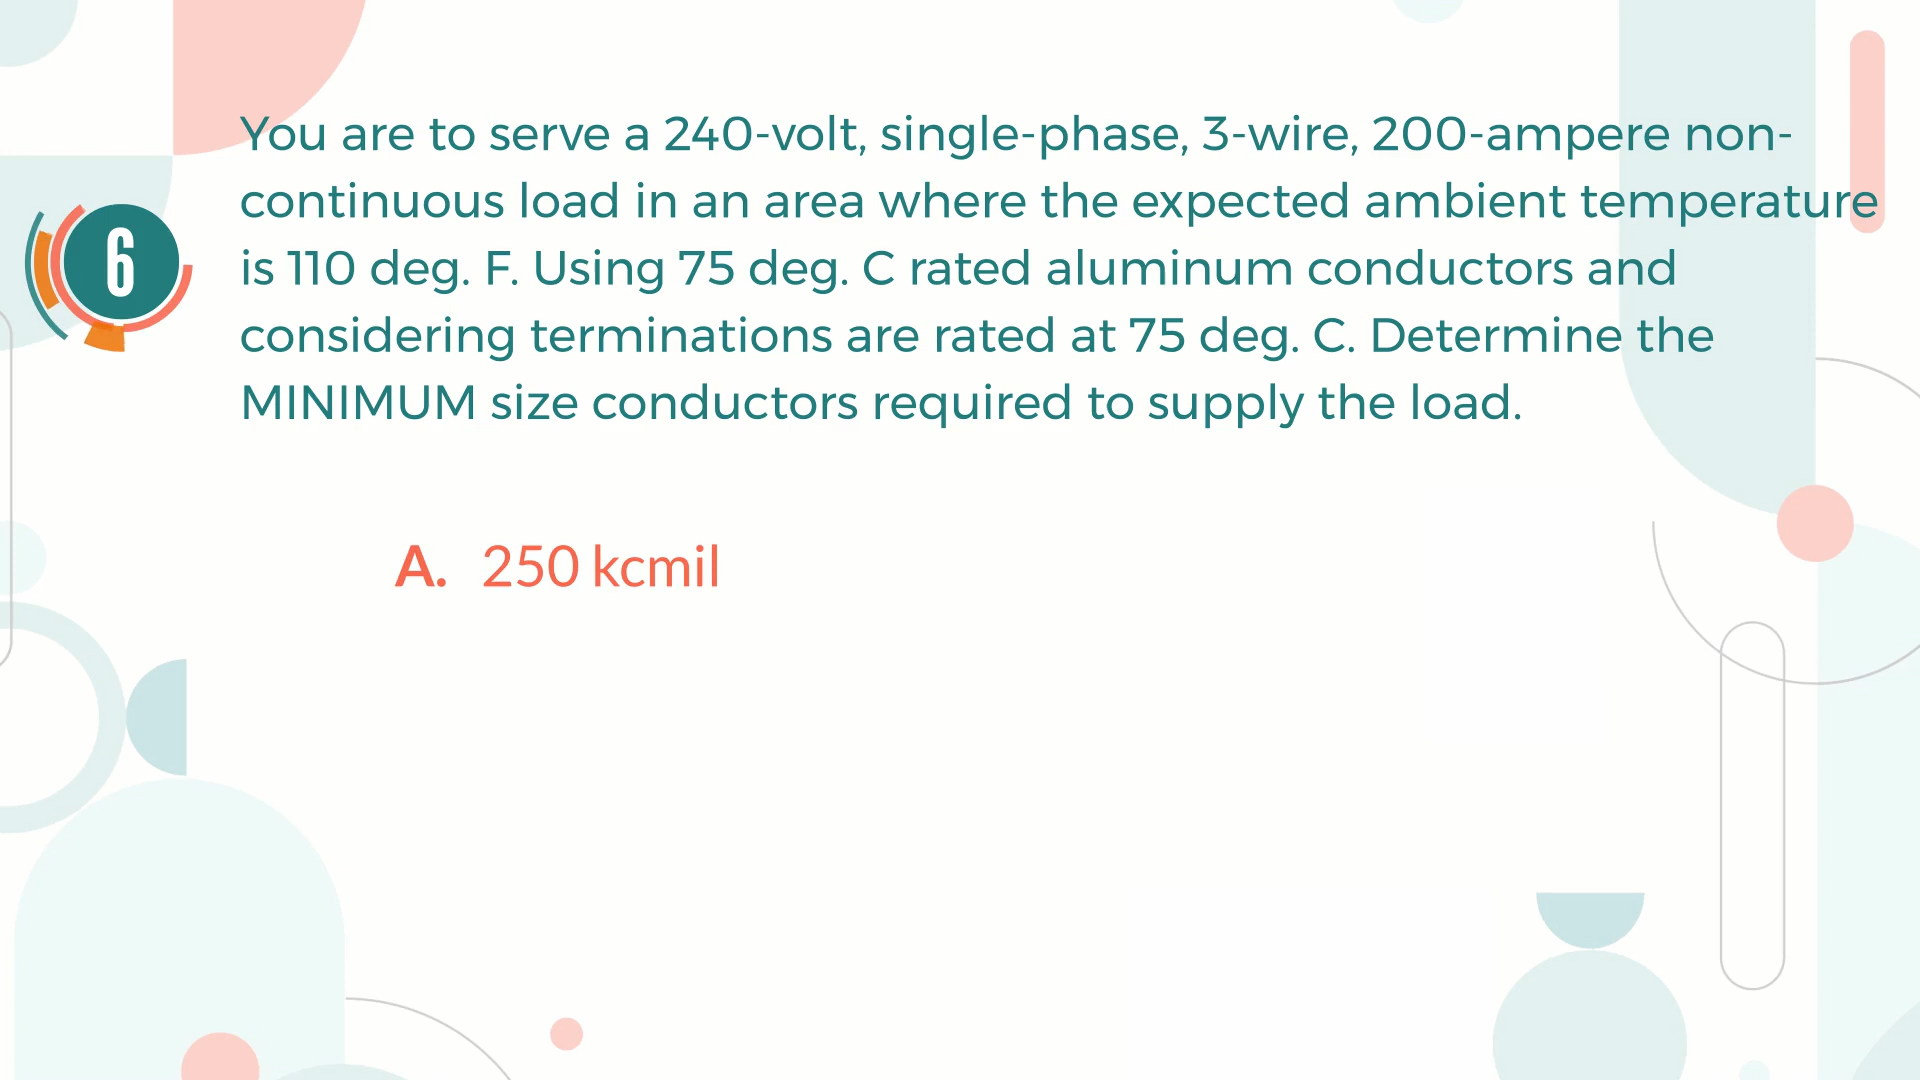 6
You are to serve a 240-volt, single-phase, 3-wire, 200-ampere non-
continuous load in an area where the expected ambient temperature
is 110 deg. F. Using 75 deg. C rated aluminum conductors and
considering terminations are rated at 75 deg. C. Determine the
MINIMUM size conductors required to supply the load.
A. 250 kcmil